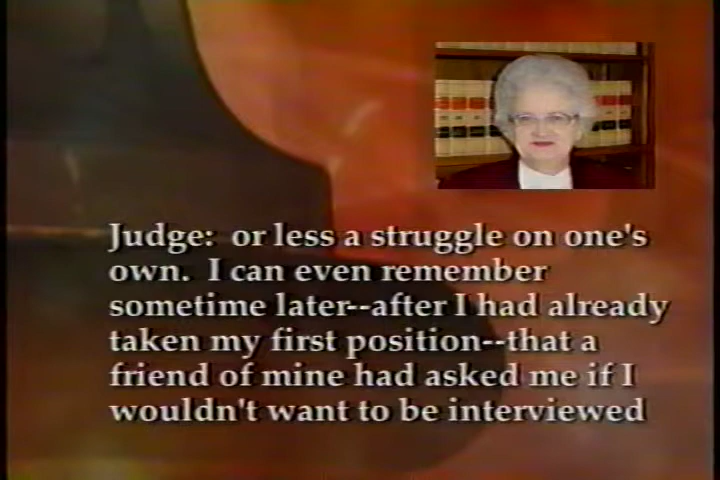 Judge:  or less a struggle on one's
own.  I can even remember
sometime later--after I had already
taken my first position--that a
friend of mine had asked me if I
wouldn't want to be interviewed